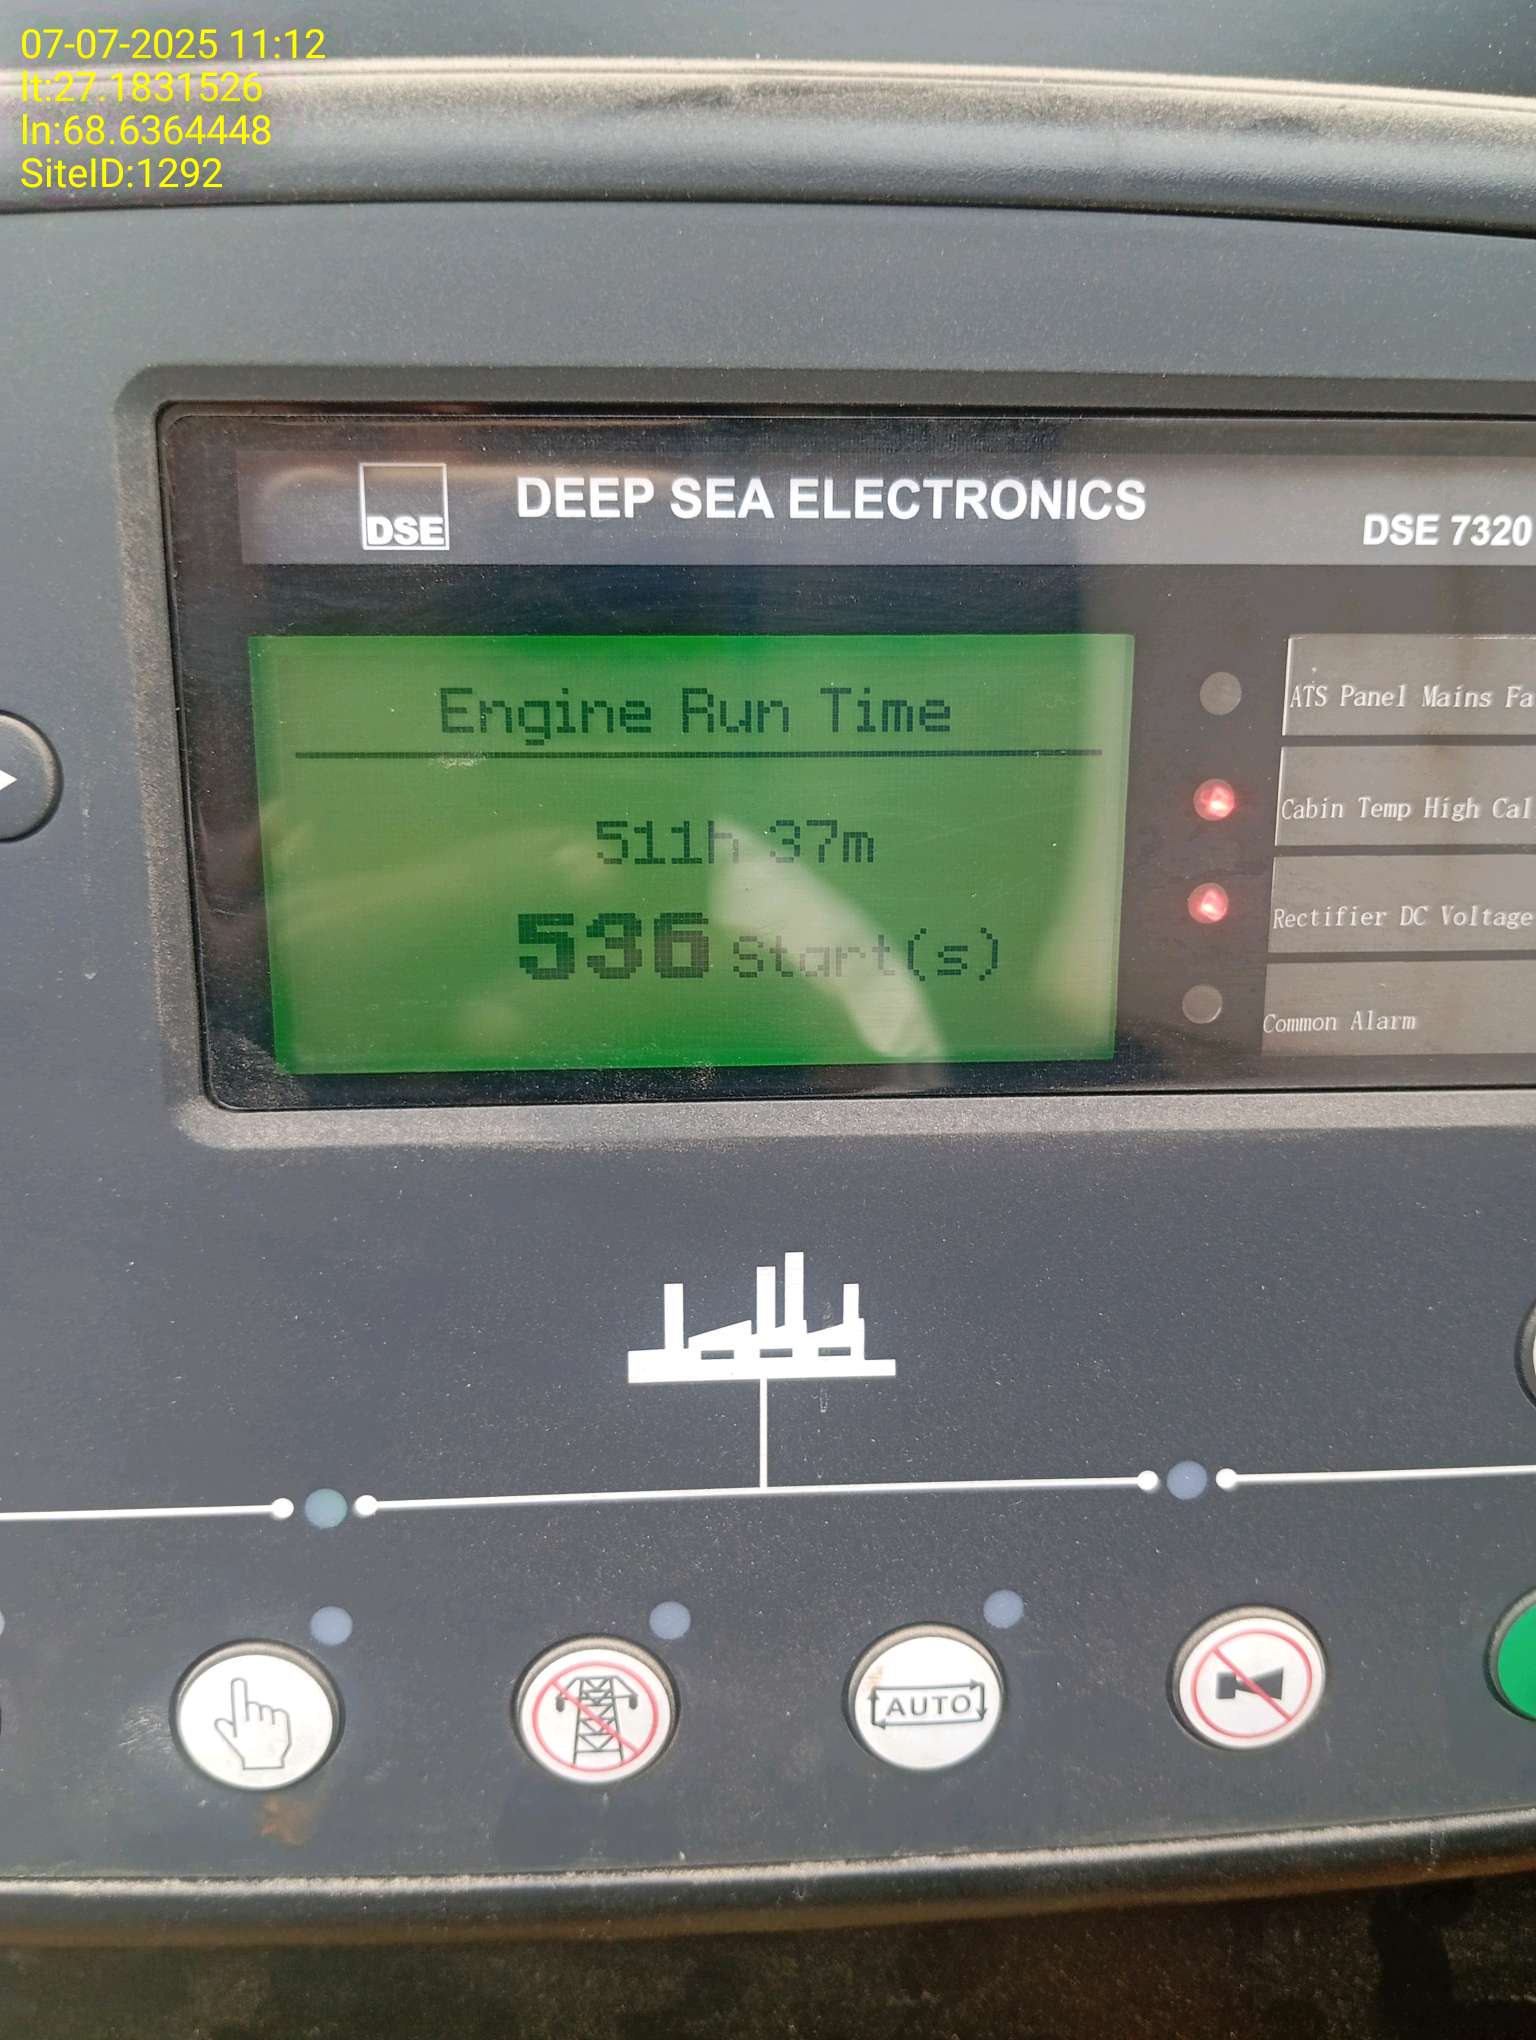 07-07-2025 11:12
lt:27.1831526
ln:68.6364448
SiteID:1292
DSE
DEEP SEA ELECTRONICS
DSE 7320
Engine Run Time
511h 37m
536 Start(s)
ATS Panel Mains Fa
Cabin Temp High Cal
Rectifier DC Voltage
Common Alarm
AUTO